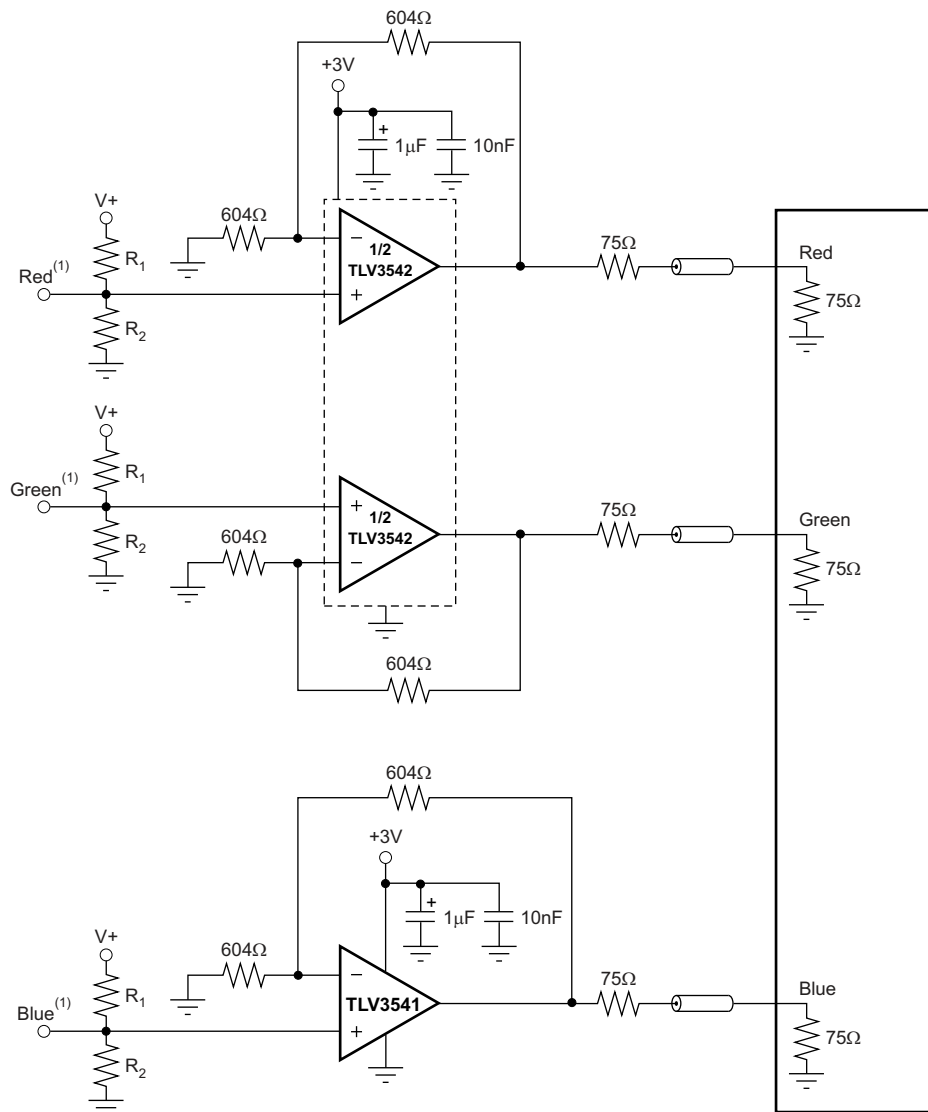 604Ω
+3V
+
1μF
10nF
V+
604Ω
R1
Red(1)
R2
−
1/2
TLV3542
+
75Ω
Red
75Ω
V+
R1
Green(1)
R2
604Ω
+
1/2
TLV3542
−
75Ω
Green
75Ω
604Ω
604Ω
+3V
+
1μF
10nF
V+
604Ω
R1
Blue(1)
R2
−
TLV3541
+
75Ω
Blue
75Ω